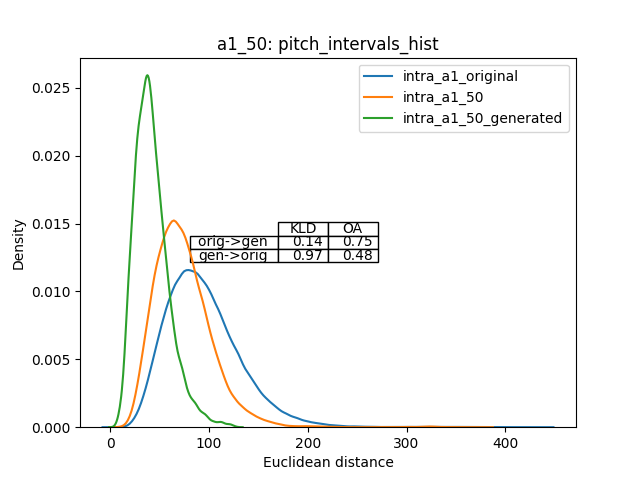 a1_50: pitch_intervals_hist
intra_a1_original
intra_a1_50
intra_a1_50_generated
0.025
0.020
0.015
0.010
0.005
0.000
Density
KLD OA
orig->gen 0.14 0.75
gen->orig 0.97 0.48
0 100 200 300 400
Euclidean distance